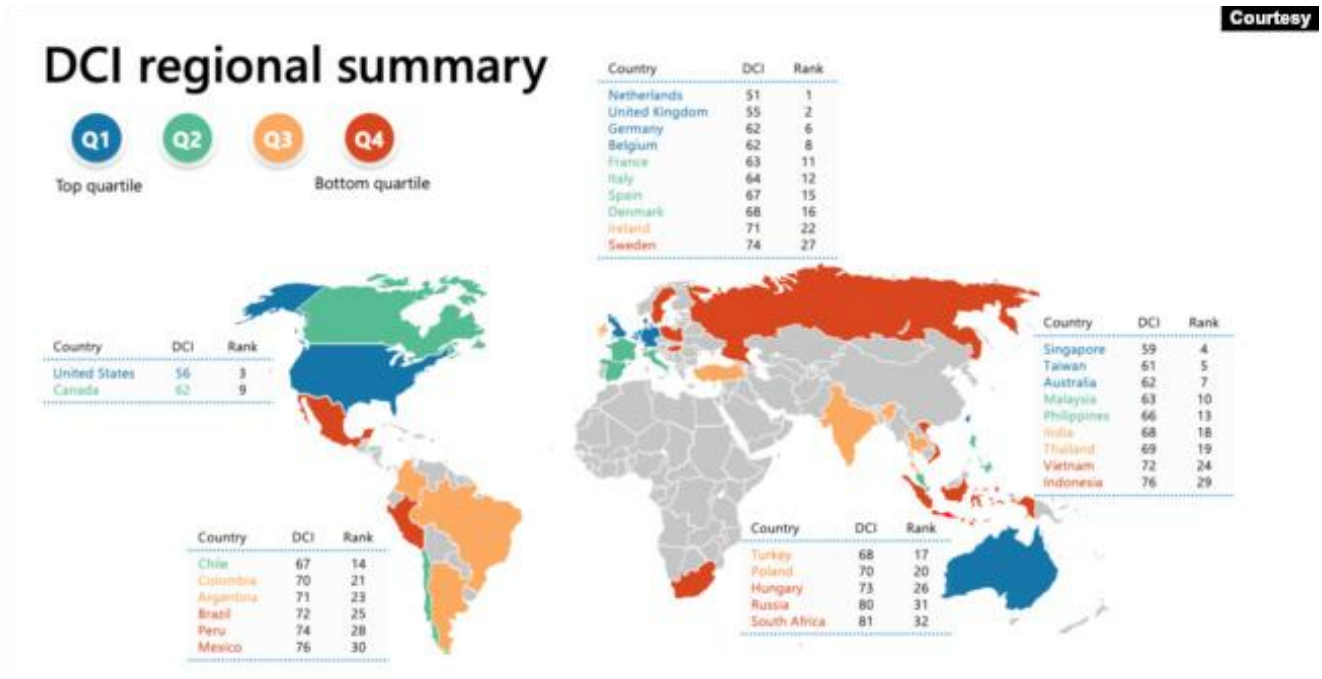 Courtesy
DCI regional summary
Q1 Q2 Q3 Q4
Top quartile Bottom quartile
Country DCI Rank
Netherlands 51 1
United Kingdom 55 2
Germany 62 6
Belgium 62 8
France 63 11
Italy 64 12
Spain 67 15
Denmark 68 16
Ireland 71 22
Sweden 74 27
Country DCI Rank
United States 56 3
Canada 62 9
Country DCI Rank
Singapore 59 4
Taiwan 61 5
Australia 62 7
Malaysia 63 10
Philippines 66 13
India 68 18
Thailand 69 19
Vietnam 72 24
Indonesia 76 29
Country DCI Rank
Chile 67 14
Colombia 70 21
Argentina 71 23
Brazil 72 25
Peru 74 28
Mexico 76 30
Country DCI Rank
Turkey 68 17
Poland 70 20
Hungary 73 26
Russia 80 31
South Africa 81 32